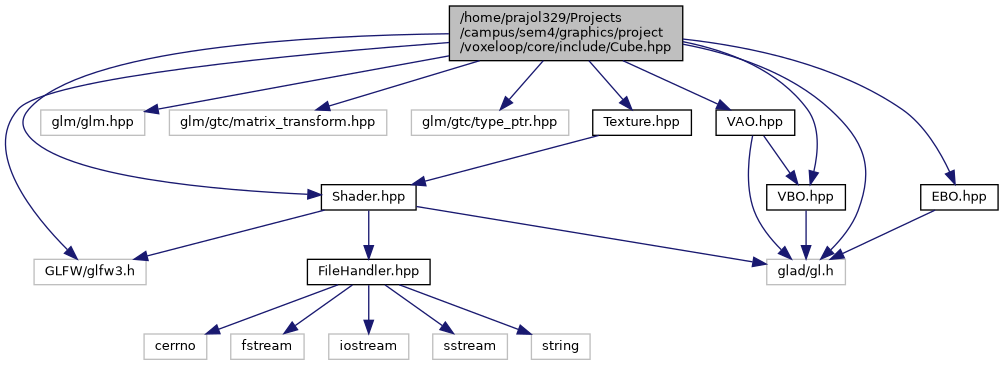 /home/prajol329/Projects
/campus/sem4/graphics/project
/voxeloop/core/include/Cube.hpp
glm/glm.hpp
glm/gtc/matrix_transform.hpp
glm/gtc/type_ptr.hpp
Texture.hpp
VAO.hpp
Shader.hpp
VBO.hpp
EBO.hpp
GLFW/glfw3.h
FileHandler.hpp
glad/gl.h
cerrno
fstream
iostream
sstream
string